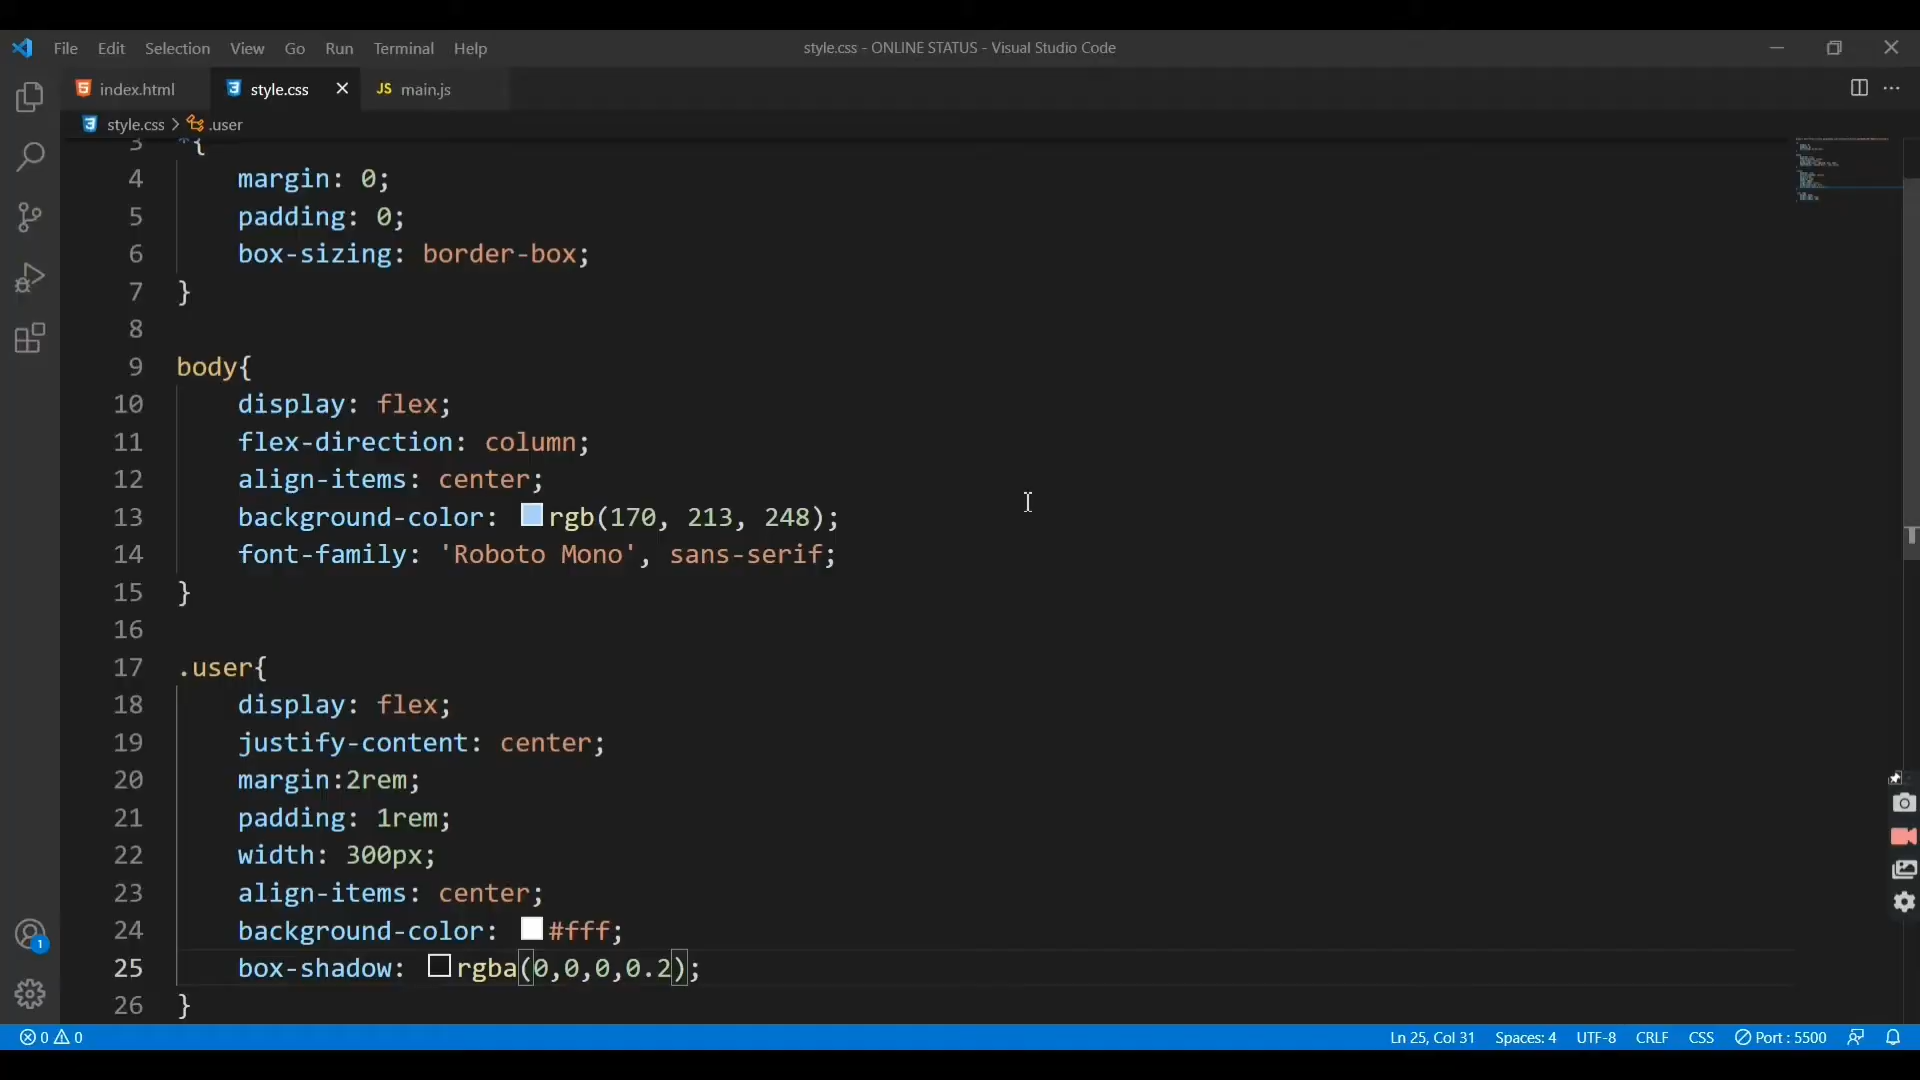 File Edit Selection View Go Run Terminal Help style.css - ONLINE STATUS - Visual Studio Code
index.html style.css JS main.js
style.css > .user
3 *{
4 margin: 0;
5 padding: 0;
6 box-sizing: border-box;
7 }
8
9 body{
10 display: flex;
11 flex-direction: column;
12 align-items: center;
13 background-color: rgb(170, 213, 248);
14 font-family: 'Roboto Mono', sans-serif;
15 }
16
17 .user{
18 display: flex;
19 justify-content: center;
20 margin:2rem;
21 padding: 1rem;
22 width: 300px;
23 align-items: center;
24 background-color: #fff;
25 box-shadow: rgba(0,0,0,0.2);
26 }
1
0 0 Ln 25, Col 31 Spaces: 4 UTF-8 CRLF CSS Port : 5500